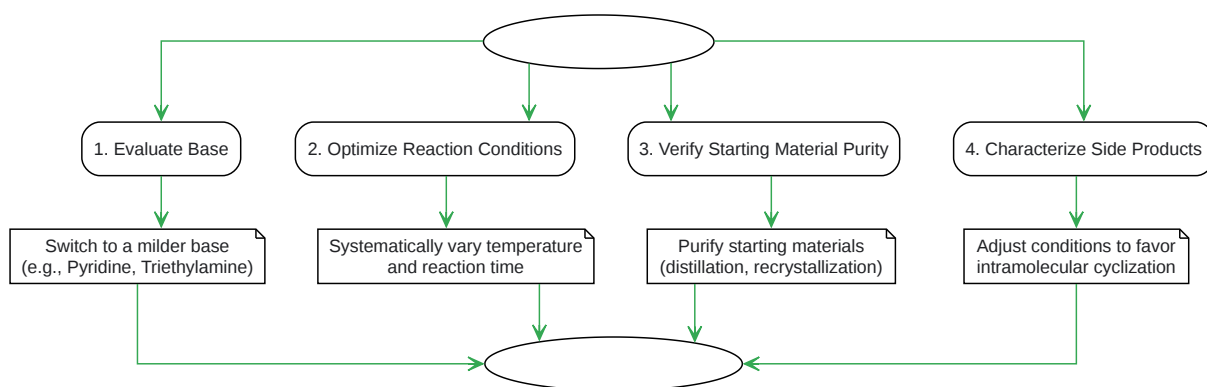 1. Evaluate Base
2. Optimize Reaction Conditions
3. Verify Starting Material Purity
4. Characterize Side Products
Switch to a milder base
(e.g., Pyridine, Triethylamine)
Systematically vary temperature
and reaction time
Purify starting materials
(distillation, recrystallization)
Adjust conditions to favor
intramolecular cyclization